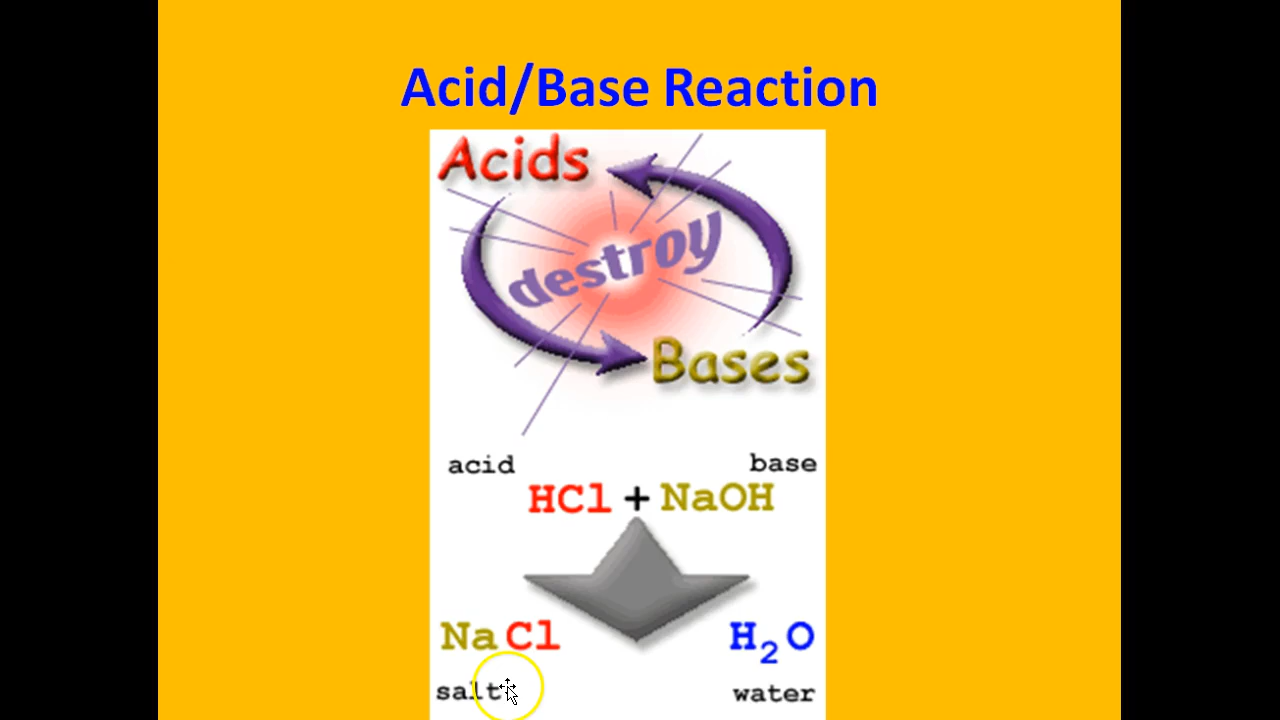 Acid/Base Reaction
Acids
destroy
Bases
acid base
HCl + NaOH
NaCl H₂O
salt water